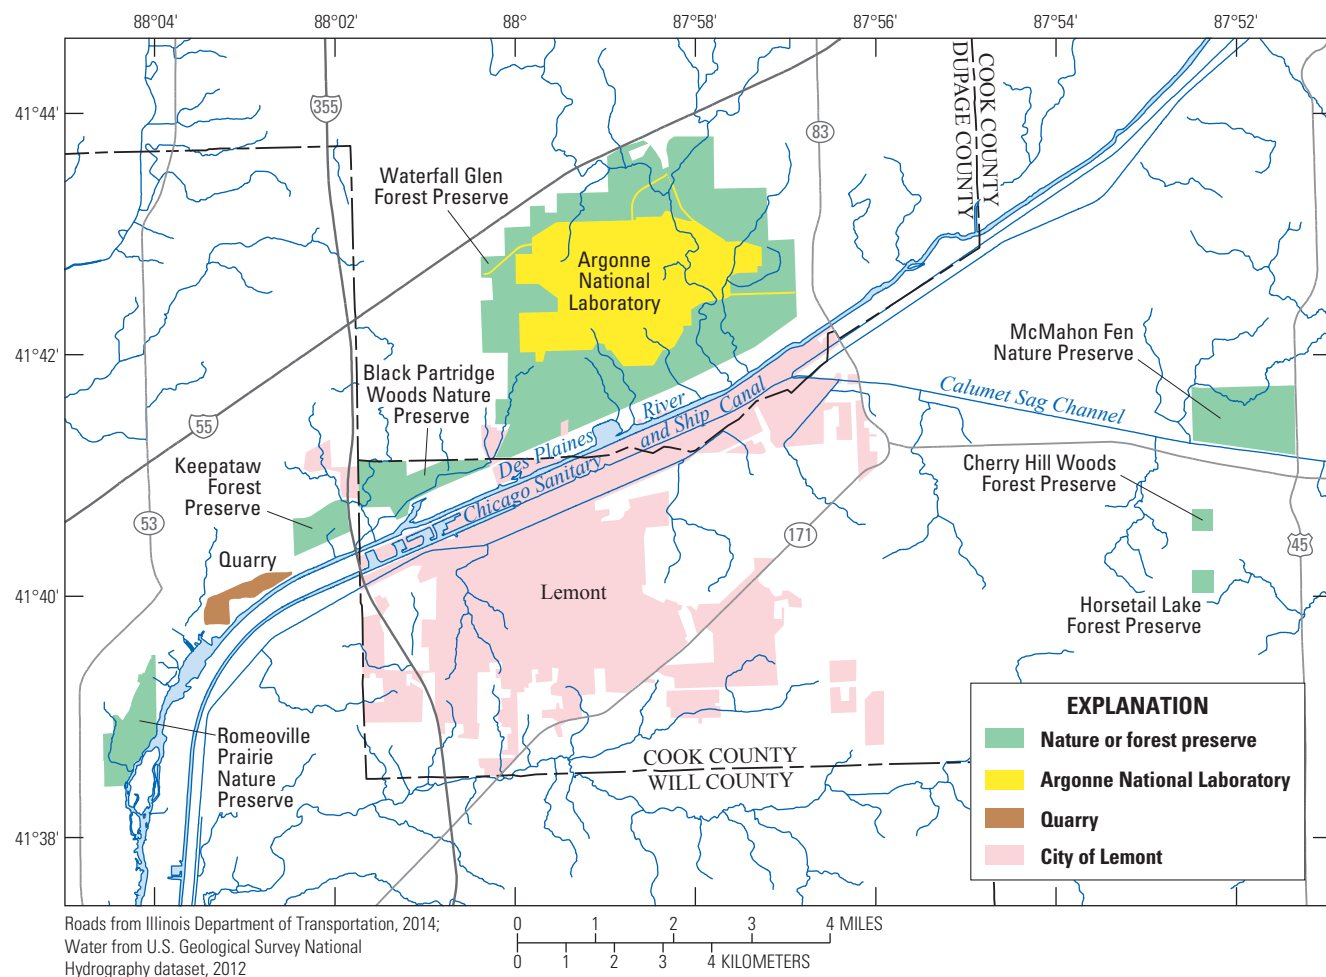 88°04' 88°02' 88° 87°58' 87°56' 87°54' 87°52'
41°44'
41°42'
41°40'
41°38'
355
83
COOK COUNTY
DUPAGE COUNTY
Waterfall Glen
Forest Preserve
Argonne
National
Laboratory
McMahon Fen
Nature Preserve
Black Partridge
Woods Nature
Preserve
55
Des Plaines River
Chicago Sanitary and Ship Canal
Calumet Sag Channel
Keepataw
Forest
Preserve
Cherry Hill Woods
Forest Preserve
53
171
45
Quarry
Lemont
Horsetail Lake
Forest Preserve
Romeoville
Prairie
Nature
Preserve
COOK COUNTY
WILL COUNTY
EXPLANATION
Nature or forest preserve
Argonne National Laboratory
Quarry
City of Lemont
Roads from Illinois Department of Transportation, 2014;
Water from U.S. Geological Survey National
Hydrography dataset, 2012
0 1 2 3 4 MILES
0 1 2 3 4 KILOMETERS